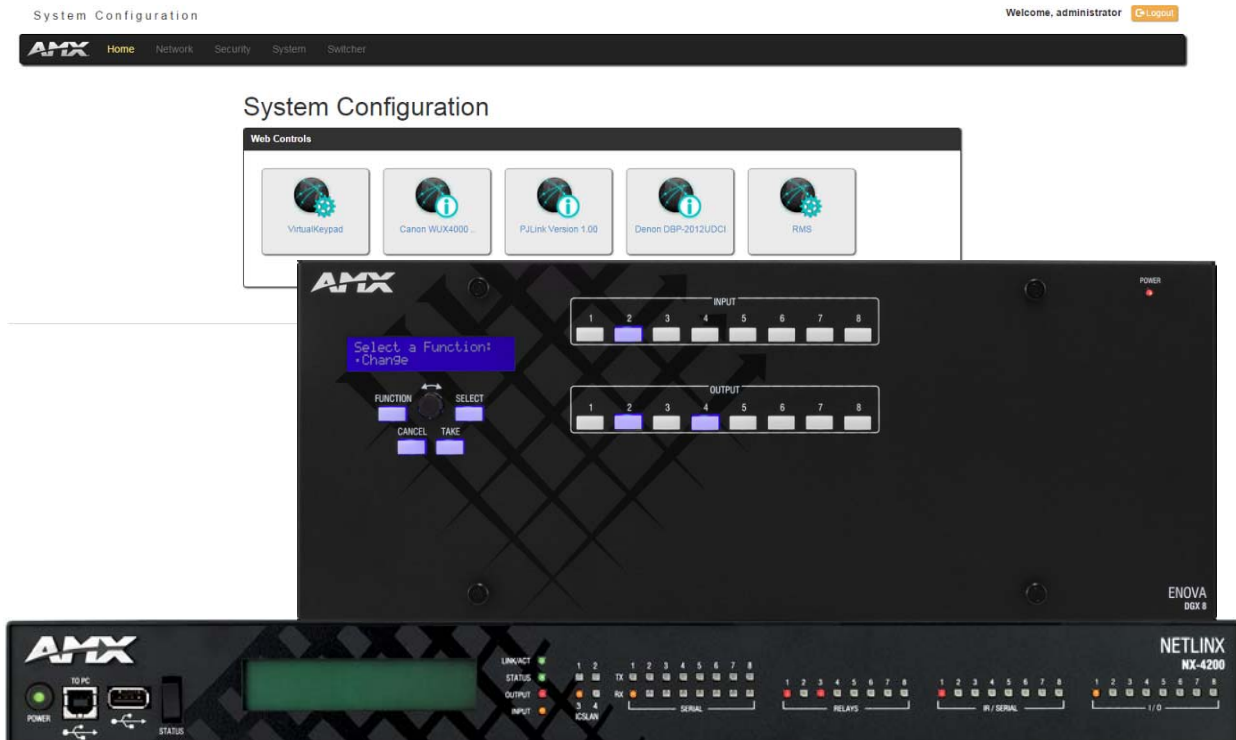 System Configuration
Welcome, administrator Logout
AMX Home Network Security System Switcher
System Configuration
Web Controls
VirtualKeypad
Canon WUX4000 ...
PJLink Version 1.00
Denon DBP-2012UDCI
RMS
AMX
POWER
INPUT
1 2 3 4 5 6 7 8
Select a Function:
•Change
FUNCTION SELECT
CANCEL TAKE
OUTPUT
1 2 3 4 5 6 7 8
ENOVA
DGX 8
AMX
NETLINX
NX-4200
TO PC
POWER
STATUS
LINK/ACT
STATUS
OUTPUT
INPUT
1 2
3 4
ICSLAN
1 2 3 4 5 6 7 8
TX
RX
SERIAL
1 2 3 4 5 6 7 8
RELAYS
1 2 3 4 5 6 7 8
IR / SERIAL
1 2 3 4 5 6 7 8
I / O